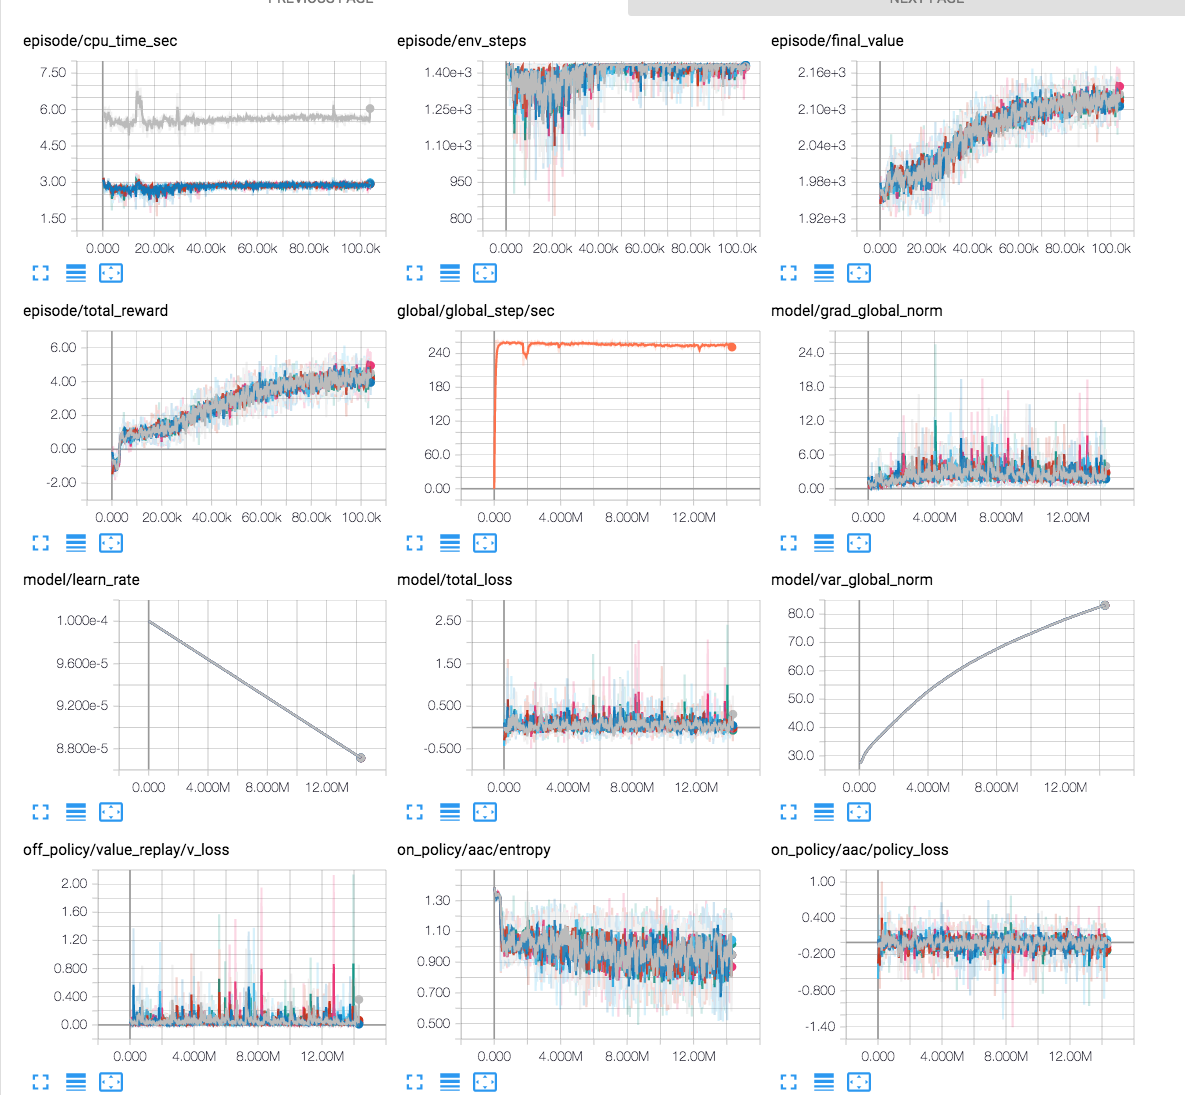 PREVIOUS PAGE NEXT PAGE
episode/cpu_time_sec
7.50
6.00
4.50
3.00
1.50
0.000 20.00k 40.00k 60.00k 80.00k 100.0k
episode/env_steps
1.40e+3
1.25e+3
1.10e+3
950
800
0.000 20.00k 40.00k 60.00k 80.00k 100.0k
episode/final_value
2.16e+3
2.10e+3
2.04e+3
1.98e+3
1.92e+3
0.000 20.00k 40.00k 60.00k 80.00k 100.0k
episode/total_reward
6.00
4.00
2.00
0.00
-2.00
0.000 20.00k 40.00k 60.00k 80.00k 100.0k
global/global_step/sec
240
180
120
60.0
0.00
0.000 4.000M 8.000M 12.00M
model/grad_global_norm
24.0
18.0
12.0
6.00
0.00
0.000 4.000M 8.000M 12.00M
model/learn_rate
1.000e-4
9.600e-5
9.200e-5
8.800e-5
0.000 4.000M 8.000M 12.00M
model/total_loss
2.50
1.50
0.500
-0.500
0.000 4.000M 8.000M 12.00M
model/var_global_norm
80.0
70.0
60.0
50.0
40.0
30.0
0.000 4.000M 8.000M 12.00M
off_policy/value_replay/v_loss
2.00
1.60
1.20
0.800
0.400
0.00
0.000 4.000M 8.000M 12.00M
on_policy/aac/entropy
1.30
1.10
0.900
0.700
0.500
0.000 4.000M 8.000M 12.00M
on_policy/aac/policy_loss
1.00
0.400
-0.200
-0.800
-1.40
0.000 4.000M 8.000M 12.00M